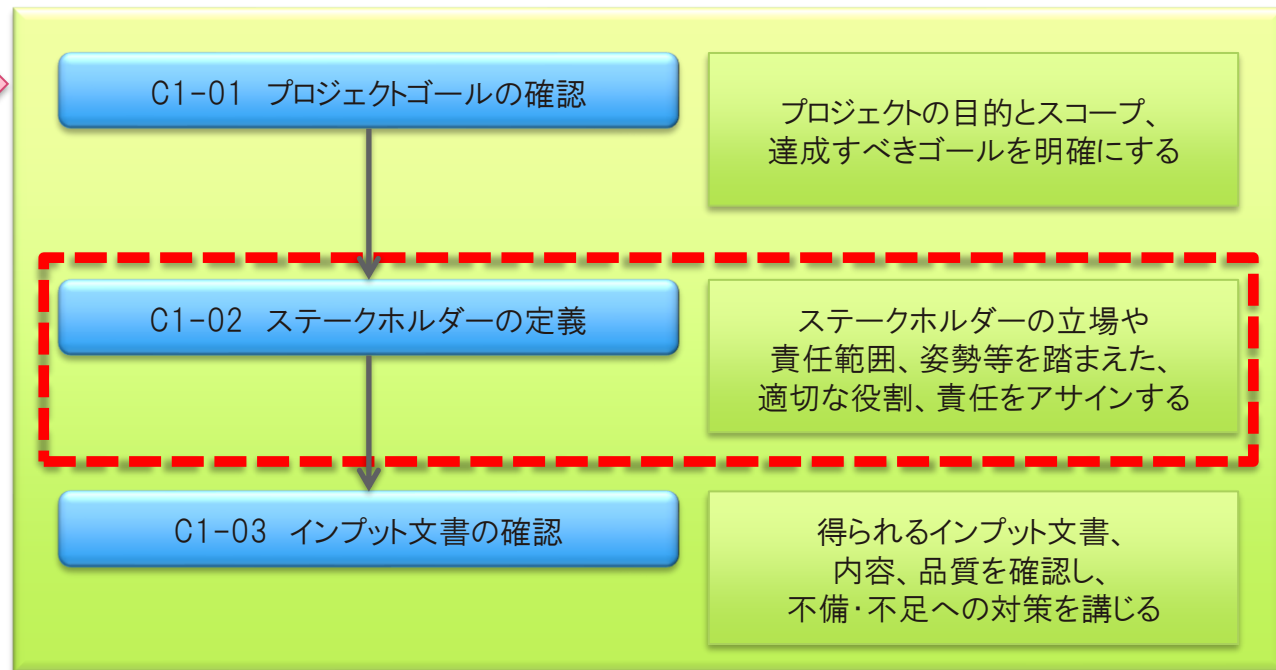 C1-01 プロジェクトゴールの確認
プロジェクトの目的とスコープ、
達成すべきゴールを明確にする
C1-02 ステークホルダーの定義
ステークホルダーの立場や
責任範囲、姿勢等を踏まえた、
適切な役割、責任をアサインする
C1-03 インプット文書の確認
得られるインプット文書、
内容、品質を確認し、
不備・不足への対策を講じる